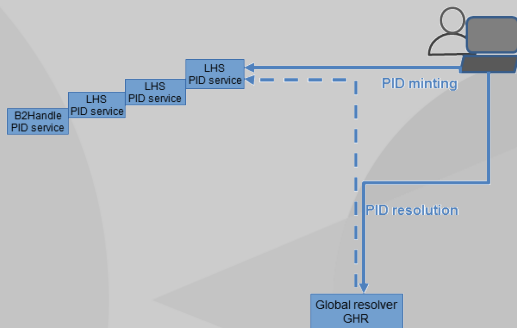 LHS
PID service
LHS
PID service
LHS
PID service
B2Handle
PID service
PID minting
PID resolution
Global resolver
GHR